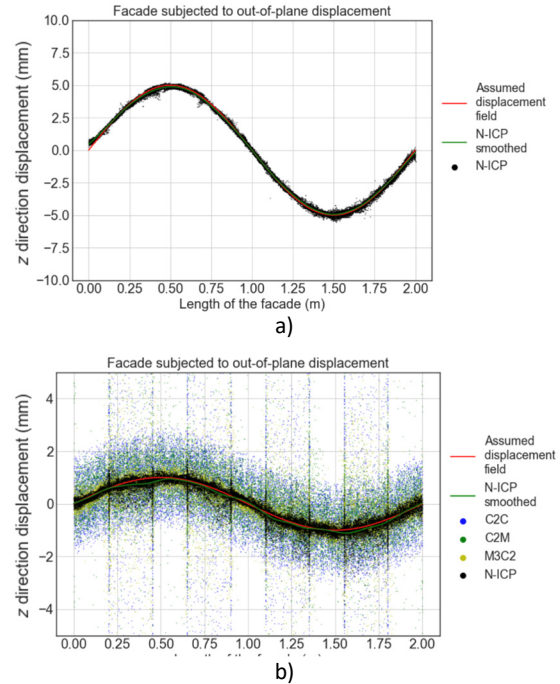 Facade subjected to out-of-plane displacement
10.0
7.5
5.0
2.5
0.0
−2.5
−5.0
−7.5
−10.0
z direction displacement (mm)
0.00 0.25 0.50 0.75 1.00 1.25 1.50 1.75 2.00
Length of the facade (m)
Assumed
displacement
field
N-ICP
smoothed
N-ICP
a)
Facade subjected to out-of-plane displacement
4
2
0
−2
−4
z direction displacement (mm)
0.00 0.25 0.50 0.75 1.00 1.25 1.50 1.75 2.00
Assumed
displacement
field
N-ICP
smoothed
C2C
C2M
M3C2
N-ICP
b)